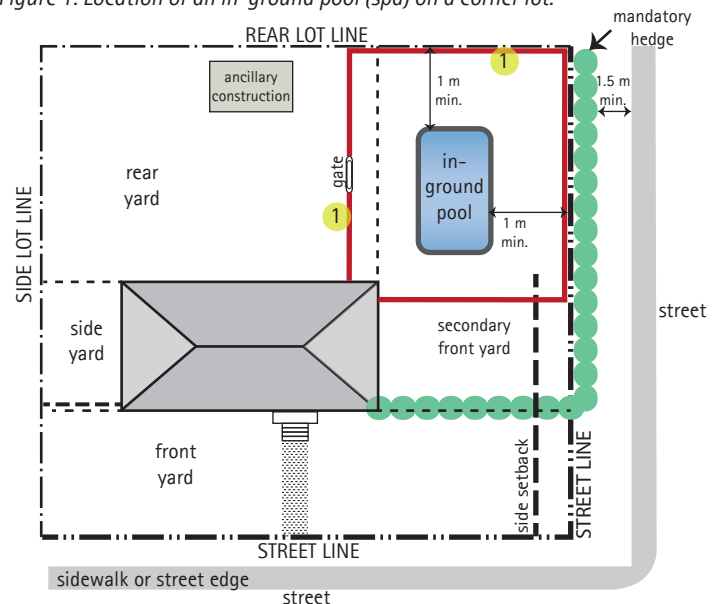 Figure 1. Location of an in-ground pool (spa) on a corner lot.
mandatory
hedge
REAR LOT LINE
1
ancillary
construction
1 m
min.
1.5 m
min.
rear
yard
gate
in-
ground
pool
1
1 m
min.
SIDE LOT LINE
side
yard
secondary
front yard
street
front
yard
side setback
STREET LINE
STREET LINE
sidewalk or street edge
street